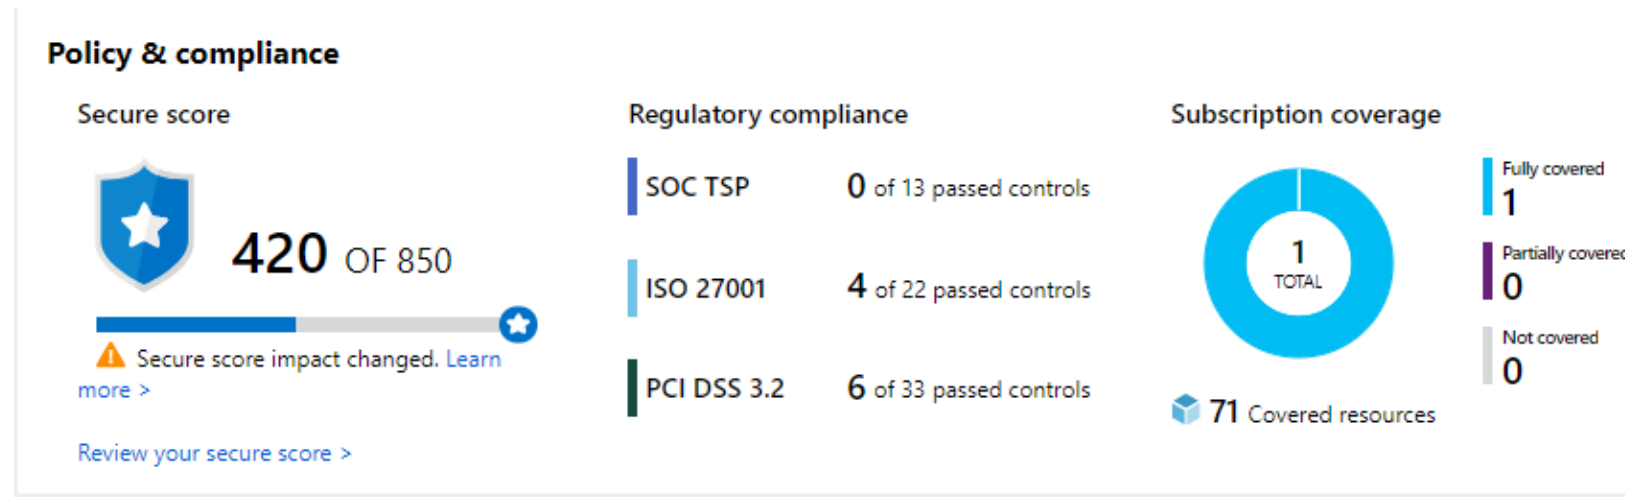 Policy & compliance
Secure score
420 OF 850
Secure score impact changed. Learn
more >
Review your secure score >
Regulatory compliance
SOC TSP 0 of 13 passed controls
ISO 27001 4 of 22 passed controls
PCI DSS 3.2 6 of 33 passed controls
Subscription coverage
1
TOTAL
71 Covered resources
Fully covered
1
Partially covered
0
Not covered
0